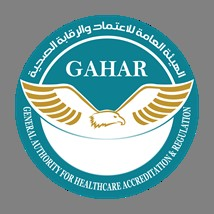 الهيئة العامة للاعتماد والرقابة الصحية
GAHAR
GENERAL AUTHORITY FOR HEALTHCARE ACCREDITATION & REGULATION